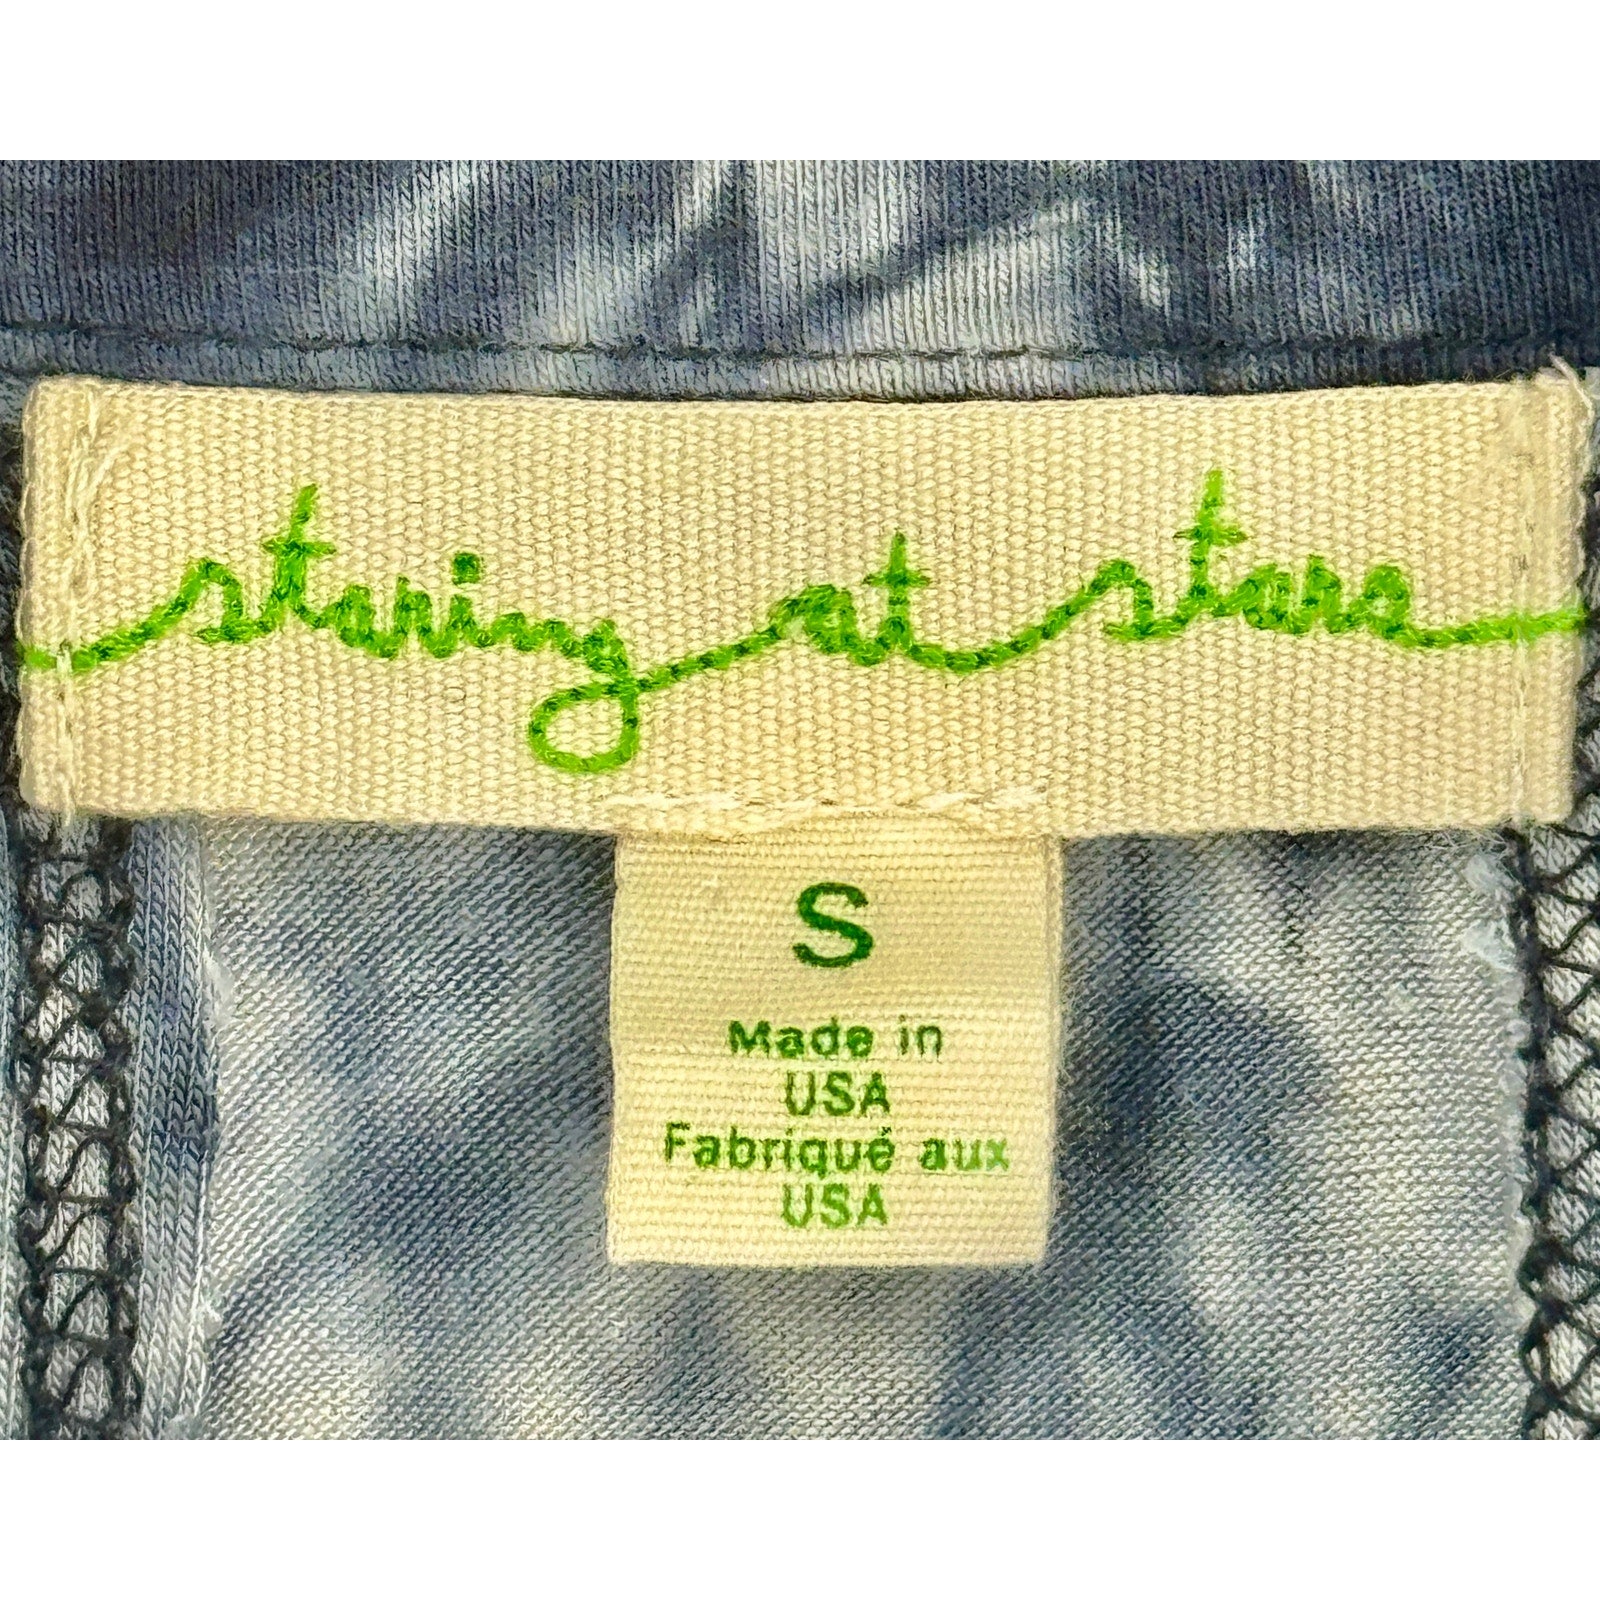 staring at stars
S
Made in
USA
Fabriqué aux
USA